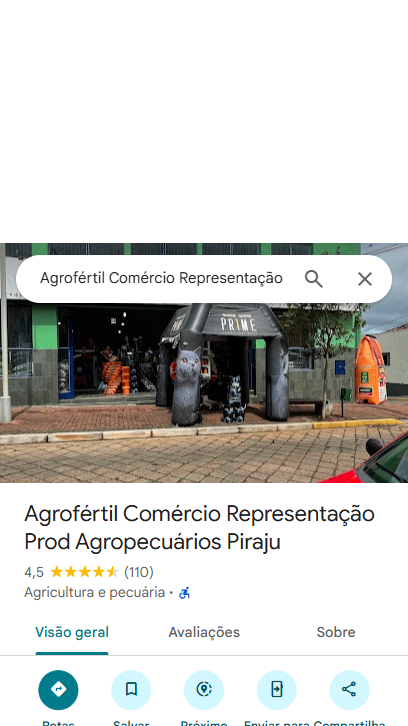 Agrofértil Comércio Representação
PRIME
Agrofértil Comércio Representação
Prod Agropecuários Piraju
4,5 (110)
Agricultura e pecuária •
Visão geral Avaliações Sobre
Rotas Salvar Próximo Enviar para Compartilha